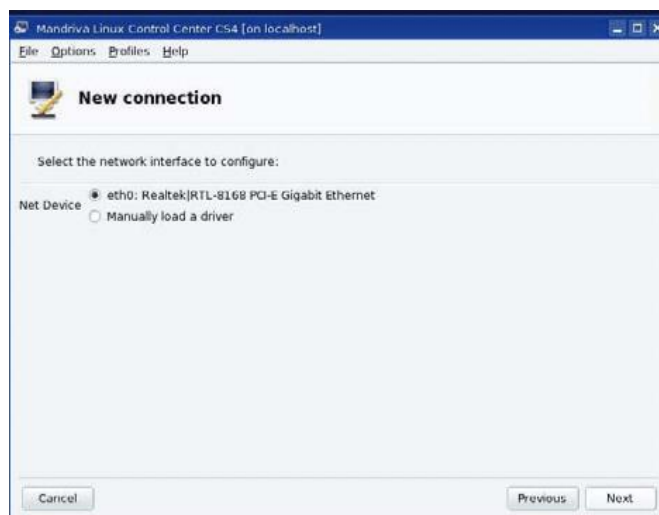 Mandriva Linux Control Center CS4 [on localhost]
File Options Profiles Help
New connection
Select the network interface to configure:
Net Device
eth0: Realtek|RTL-8168 PCI-E Gigabit Ethernet
Manually load a driver
Cancel Previous Next